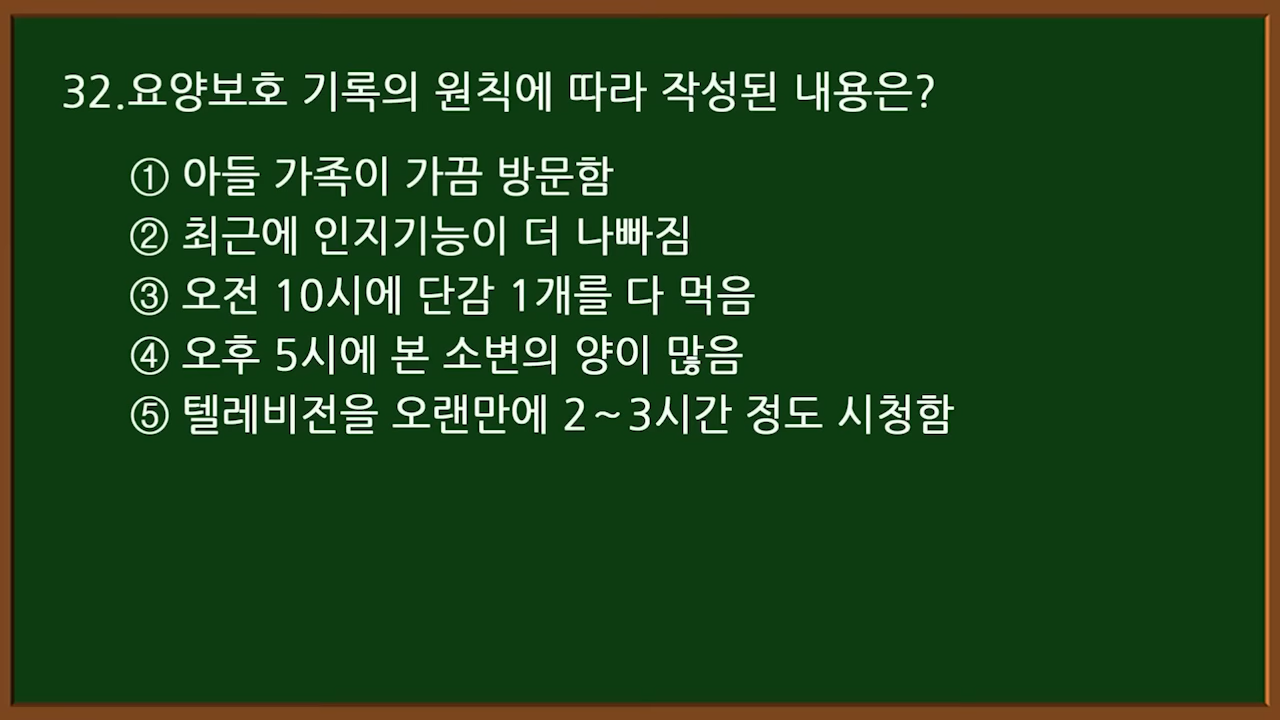 32.요양보호 기록의 원칙에 따라 작성된 내용은?
① 아들 가족이 가끔 방문함
② 최근에 인지기능이 더 나빠짐
③ 오전 10시에 단감 1개를 다 먹음
④ 오후 5시에 본 소변의 양이 많음
⑤ 텔레비전을 오랜만에 2～3시간 정도 시청함